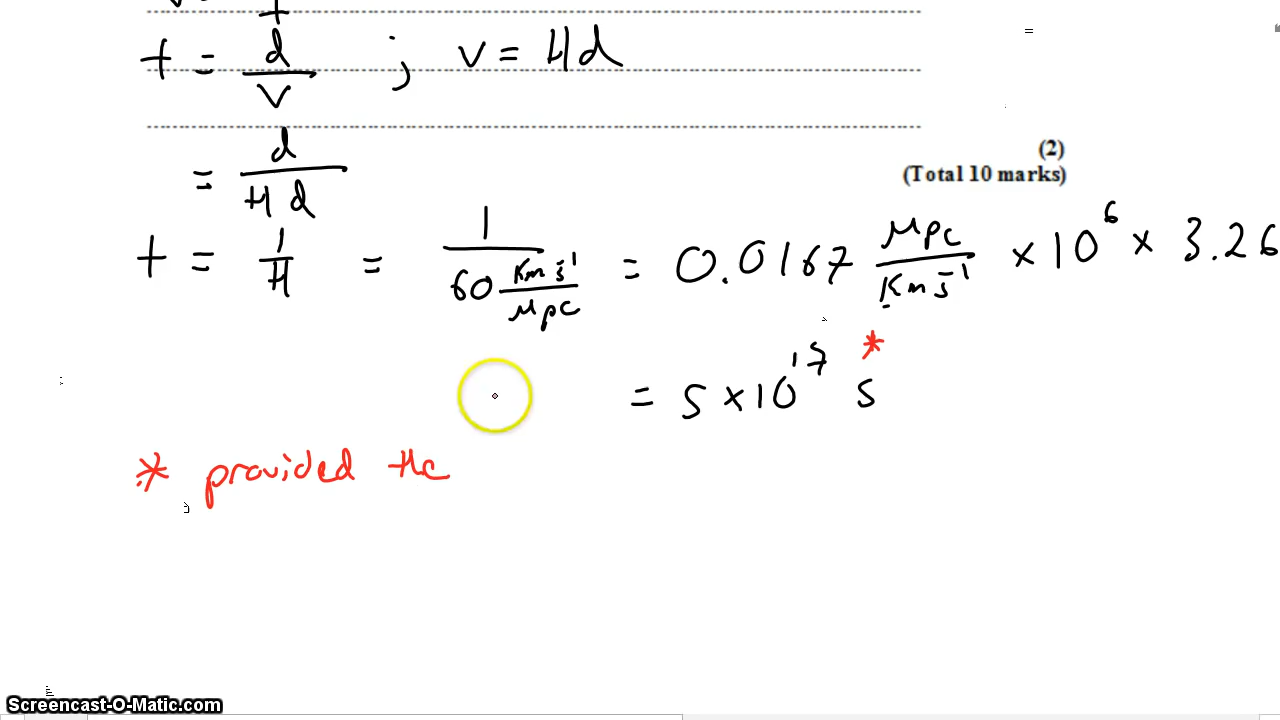 t = d/v ; v = Hd
(2)
= d/Hd
(Total 10 marks)
t = 1/H = 1/(60 Km s⁻¹/Mpc) = 0.0167 Mpc/(Km s⁻¹) × 10⁶ × 3.26
= 5 × 10¹⁷ s *
* provided the
Screencast-O-Matic.com